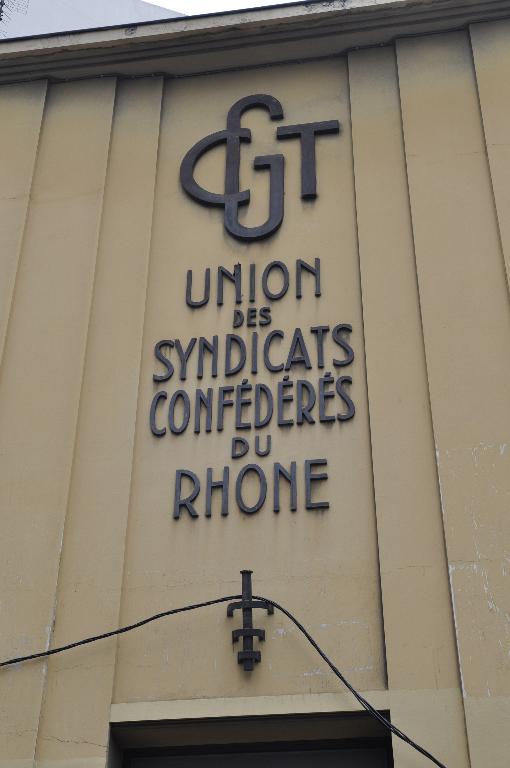 CGT
UNION
DES
SYNDICATS
CONFÉDÉRÉS
DU
RHONE